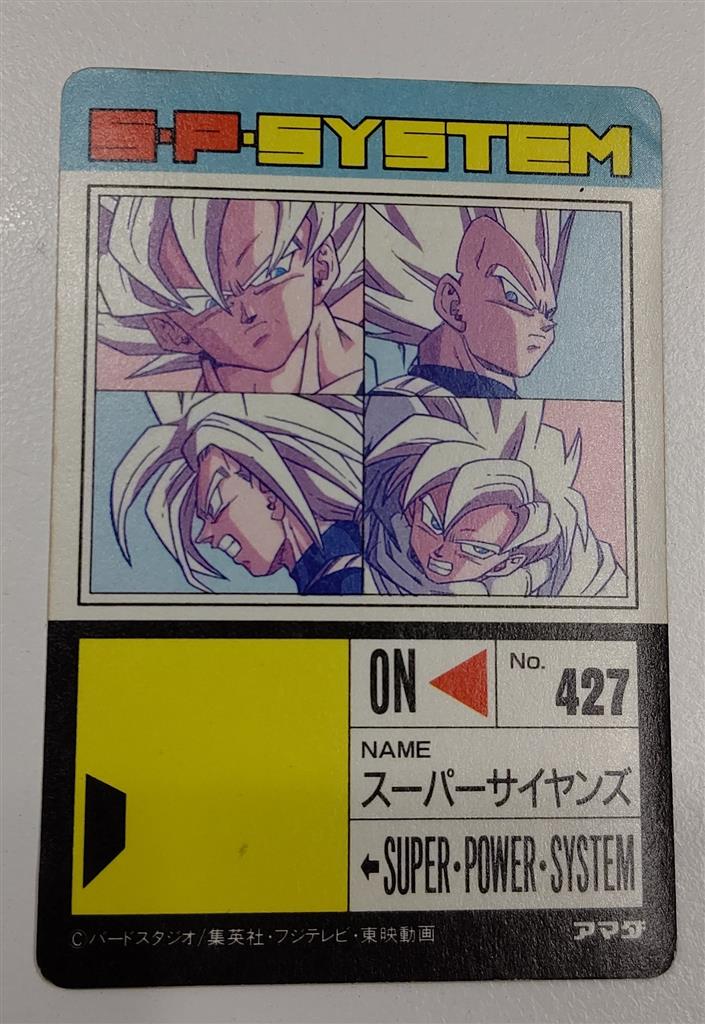 S·P·SYSTEM
ON
No. 427
NAME
スーパーサイヤンズ
SUPER·POWER·SYSTEM
©バードスタジオ/集英社・フジテレビ・東映動画
アマダ